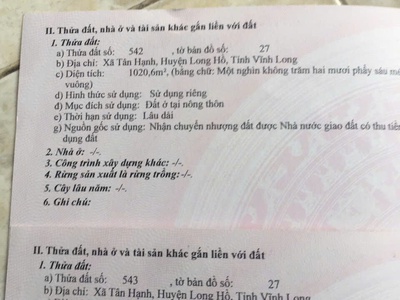 II. Thửa đất, nhà ở và tài sản khác gắn liền với đất
1. Thửa đất:
a) Thửa đất số: 542 , tờ bản đồ số: 27
b) Địa chỉ: Xã Tân Hạnh, Huyện Long Hồ, Tỉnh Vĩnh Long
c) Diện tích: 1020,6m², (bằng chữ: Một nghìn không trăm hai mươi phẩy sáu mé
vuông)
d) Hình thức sử dụng: Sử dụng riêng
đ) Mục đích sử dụng: Đất ở tại nông thôn
e) Thời hạn sử dụng: Lâu dài
g) Nguồn gốc sử dụng: Nhận chuyển nhượng đất được Nhà nước giao đất có thu tiền
dụng đất
2. Nhà ở: -/-.
3. Công trình xây dựng khác: -/-.
4. Rừng sản xuất là rừng trồng: -/-.
5. Cây lâu năm: -/-.
6. Ghi chú:
II. Thửa đất, nhà ở và tài sản khác gắn liền với đất
1. Thửa đất:
a) Thửa đất số: 543 , tờ bản đồ số: 27
b) Địa chỉ: Xã Tân Hạnh, Huyện Long Hồ, Tỉnh Vĩnh Long